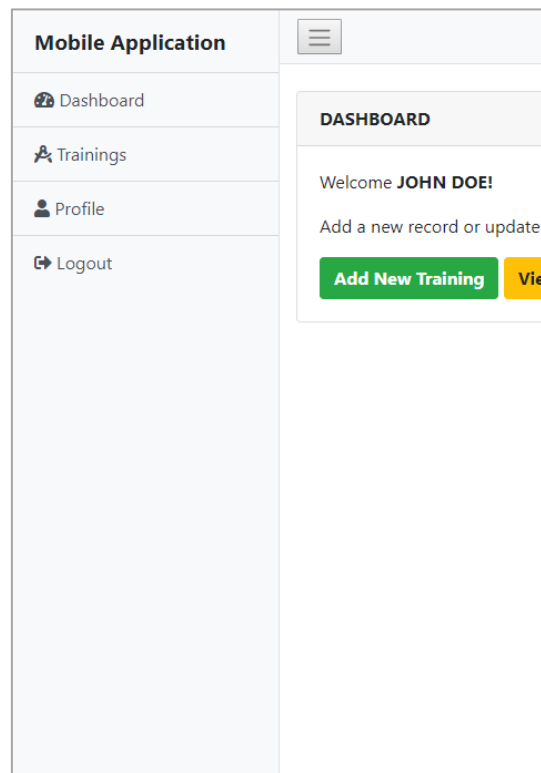 Mobile Application
Dashboard
Trainings
Profile
Logout
DASHBOARD
Welcome JOHN DOE!
Add a new record or update
Add New Training